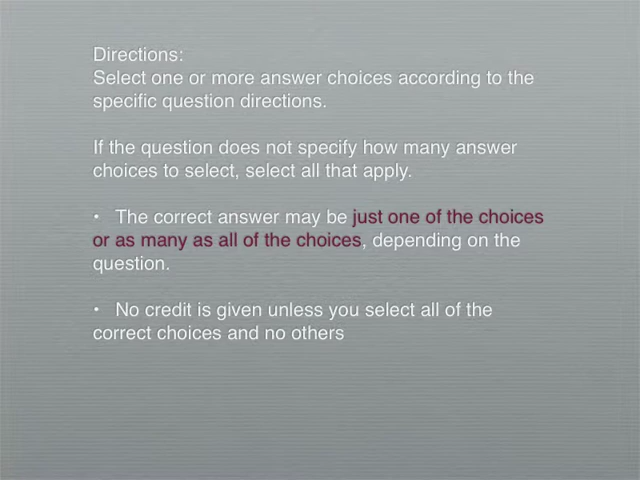 Directions:
Select one or more answer choices according to the
specific question directions.
If the question does not specify how many answer
choices to select, select all that apply.
• The correct answer may be just one of the choices
or as many as all of the choices, depending on the
question.
• No credit is given unless you select all of the
correct choices and no others